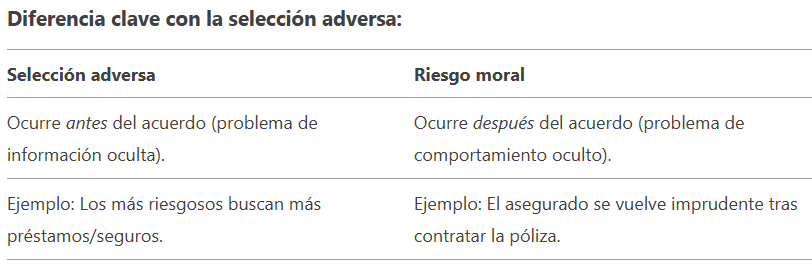 Diferencia clave con la selección adversa:
Selección adversa
Riesgo moral
Ocurre antes del acuerdo (problema de
información oculta).
Ocurre después del acuerdo (problema de
comportamiento oculto).
Ejemplo: Los más riesgosos buscan más
préstamos/seguros.
Ejemplo: El asegurado se vuelve imprudente tras
contratar la póliza.